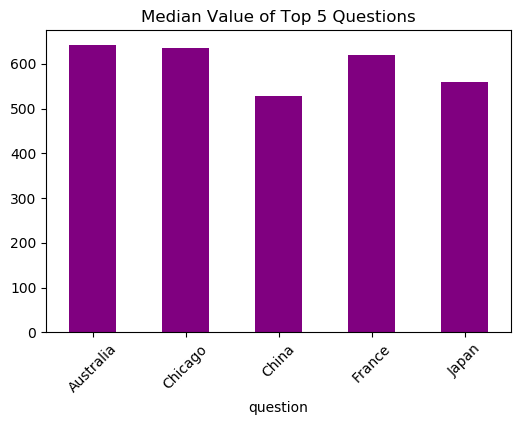 Median Value of Top 5 Questions
600
500
400
300
200
100
0
Australia
Chicago
China
France
Japan
question